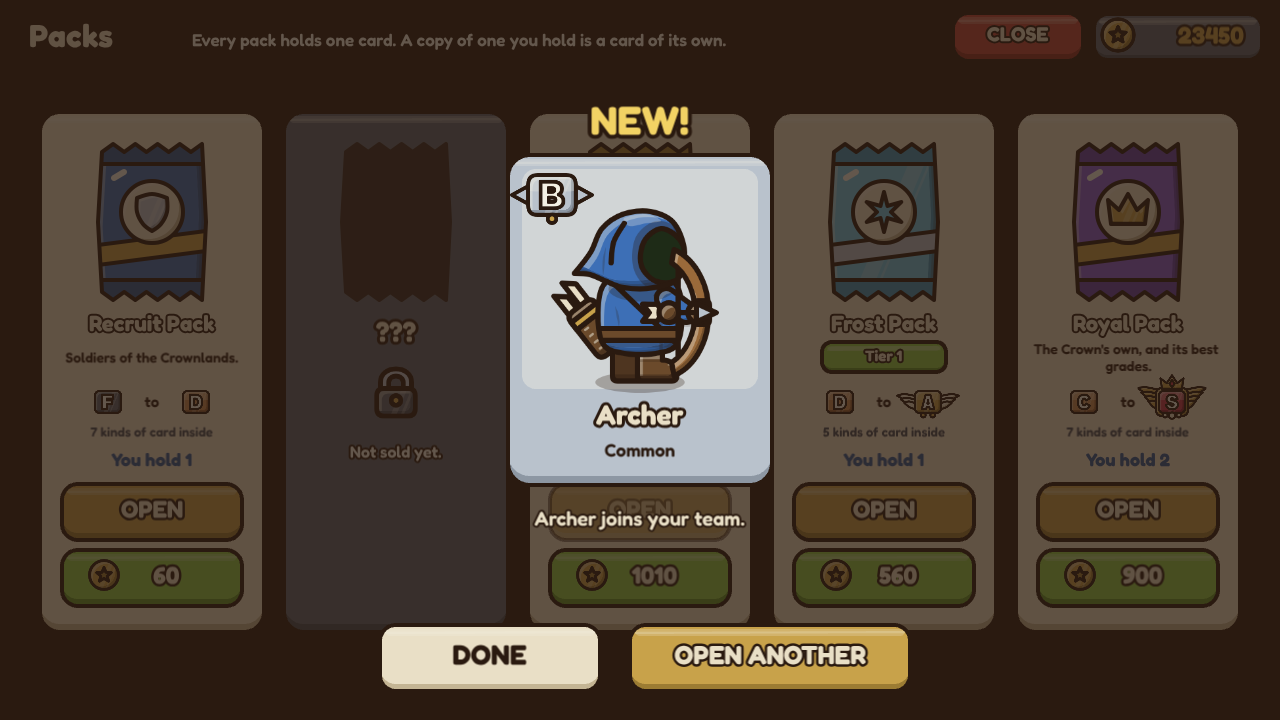 Packs
Every pack holds one card. A copy of one you hold is a card of its own.
CLOSE
23450
NEW!
B
Archer
Common
Archer joins your team.
Recruit Pack
Soldiers of the Crownlands.
F to D
7 kinds of card inside
You hold 1
OPEN
60
???
Not sold yet.
OPEN
1010
Frost Pack
Tier 1
D to A
5 kinds of card inside
You hold 1
OPEN
560
Royal Pack
The Crown's own, and its best
grades.
C to S
7 kinds of card inside
You hold 2
OPEN
900
DONE
OPEN ANOTHER